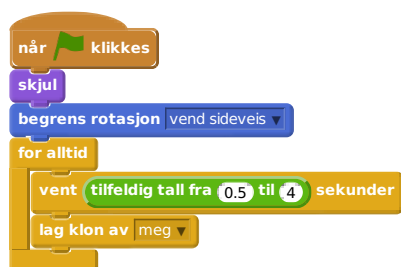 når klikkes
skjul
begrens rotasjon vend sideveis
for alltid
vent tilfeldig tall fra 0.5 til 4 sekunder
lag klon av meg